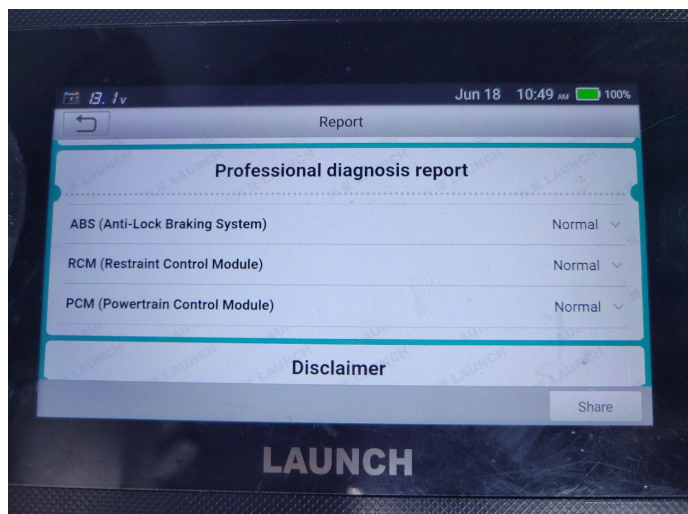 13.1v
Jun 18 10:49 AM 100%
Report
Professional diagnosis report
ABS (Anti-Lock Braking System) Normal
RCM (Restraint Control Module) Normal
PCM (Powertrain Control Module) Normal
Disclaimer
Share
LAUNCH